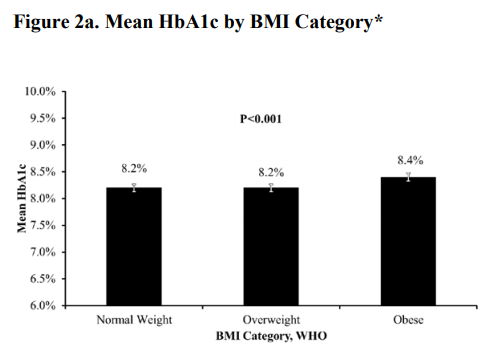 Figure 2a. Mean HbA1c by BMI Category*
10.0%
9.5%
9.0%
8.5%
8.0%
7.5%
7.0%
6.5%
6.0%
Mean HbA1c
P<0.001
8.2%
8.2%
8.4%
Normal Weight
Overweight
Obese
BMI Category, WHO